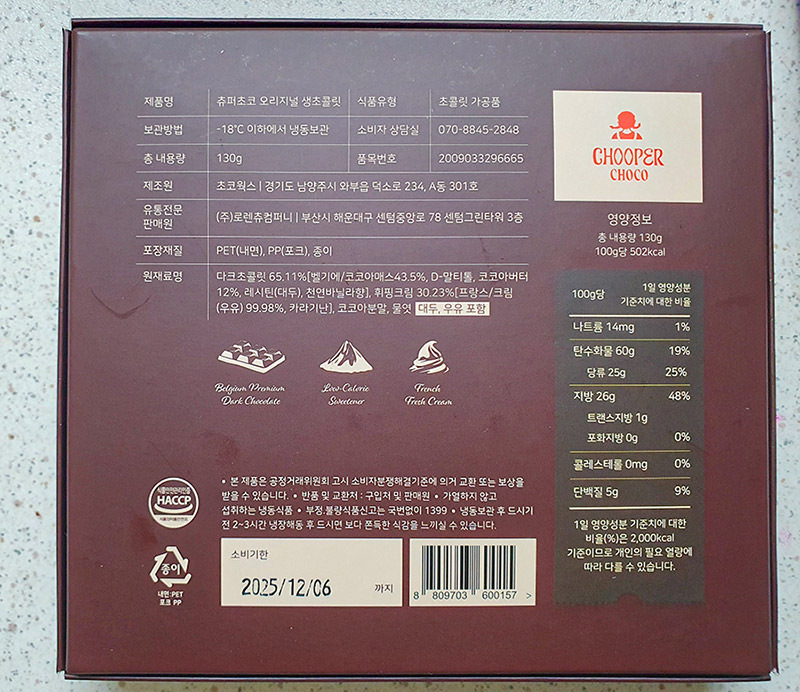 제품명 츄퍼초코 오리지널 생초콜릿 식품유형 초콜릿 가공품
보관방법 -18℃ 이하에서 냉동보관 소비자 상담실 070-8845-2848
총 내용량 130g 품목번호 2009033296665
제조원 초코웍스 | 경기도 남양주시 와부읍 덕소로 234, A동 301호
유통전문
판매원 (주)로렌츄컴퍼니 | 부산시 해운대구 센텀중앙로 78 센텀그린타워 3층
포장재질 PET(내면), PP(포크), 종이
원재료명 다크초콜릿 65.11%[벨기에/코코아매스43.5%, D-말티톨, 코코아버터
12%, 레시틴(대두), 천연바닐라향], 휘핑크림 30.23%[프랑스/크림
(우유) 99.98%, 카라기난], 코코아분말, 물엿 대두, 우유 포함
Belgium Premium
Dark Chocolate
Low-Calorie
Sweetener
French
Fresh Cream
CHOOPER
CHOCO
영양정보
총 내용량 130g
100g당 502kcal
100g당 1일 영양성분
기준치에 대한 비율
나트륨 14mg 1%
탄수화물 60g 19%
당류 25g 25%
지방 26g 48%
트랜스지방 1g
포화지방 0g 0%
콜레스테롤 0mg 0%
단백질 5g 9%
1일 영양성분 기준치에 대한
비율(%)은 2,000kcal
기준이므로 개인의 필요 열량에
따라 다를 수 있습니다.
식품안전관리인증
HACCP
식품의약품안전처
• 본 제품은 공정거래위원회 고시 소비자분쟁해결기준에 의거 교환 또는 보상을
받을 수 있습니다. • 반품 및 교환처 : 구입처 및 판매원 • 가열하지 않고
섭취하는 냉동식품 • 부정.불량식품신고는 국번없이 1399 • 냉동보관 후 드시기
전 2~3시간 냉장해동 후 드시면 보다 쫀득한 식감을 느끼실 수 있습니다.
종이
내면:PET
포크 PP
소비기한
2025/12/06 까지
8 809703 600157 >